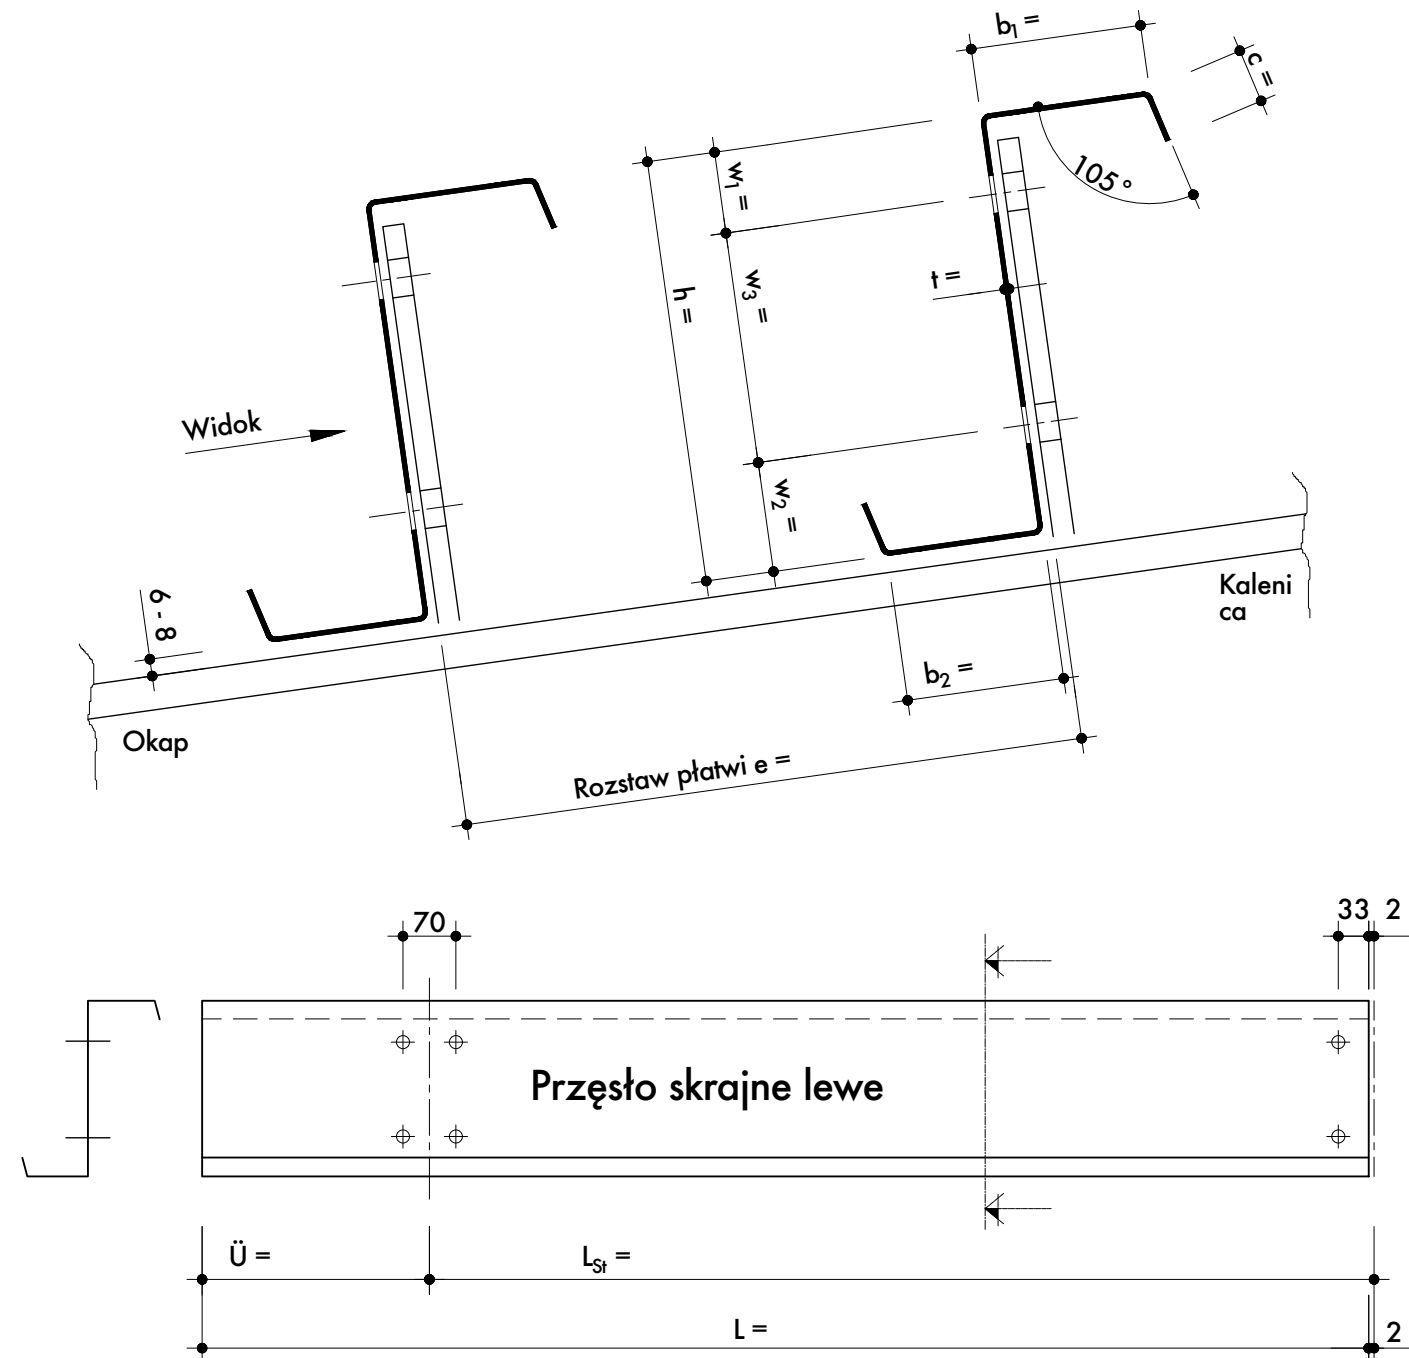 b1 =
c =
105°
w1 =
w3 =
h =
t =
Widok
w2 =
6 - 8
Kaleni
ca
b2 =
Okap
Rozstaw płatwi e =
70
33 2
Przęsło skrajne lewe
Ü =
LSt =
L =
2